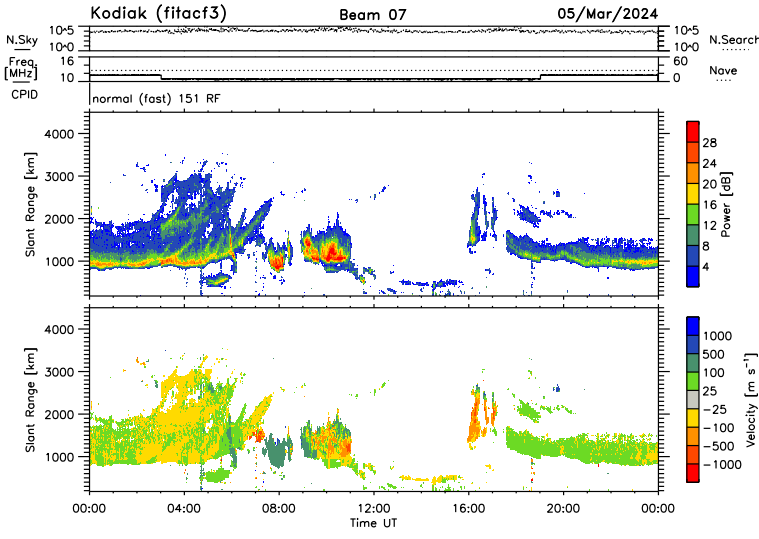 Kodiak (fitacf3) Beam 07 05/Mar/2024
N.Sky 10^5 10^0 10^5 10^0 N.Search
Freq. [MHz] 16 10 60 0 Nave
CPID normal (fast) 151 RF
Slant Range [km] 4000 3000 2000 1000
28 24 20 16 12 8 4 Power [dB]
Slant Range [km] 4000 3000 2000 1000
1000 500 100 25 −25 −100 −500 −1000 Velocity [m s⁻¹]
00:00 04:00 08:00 12:00 16:00 20:00 00:00
Time UT